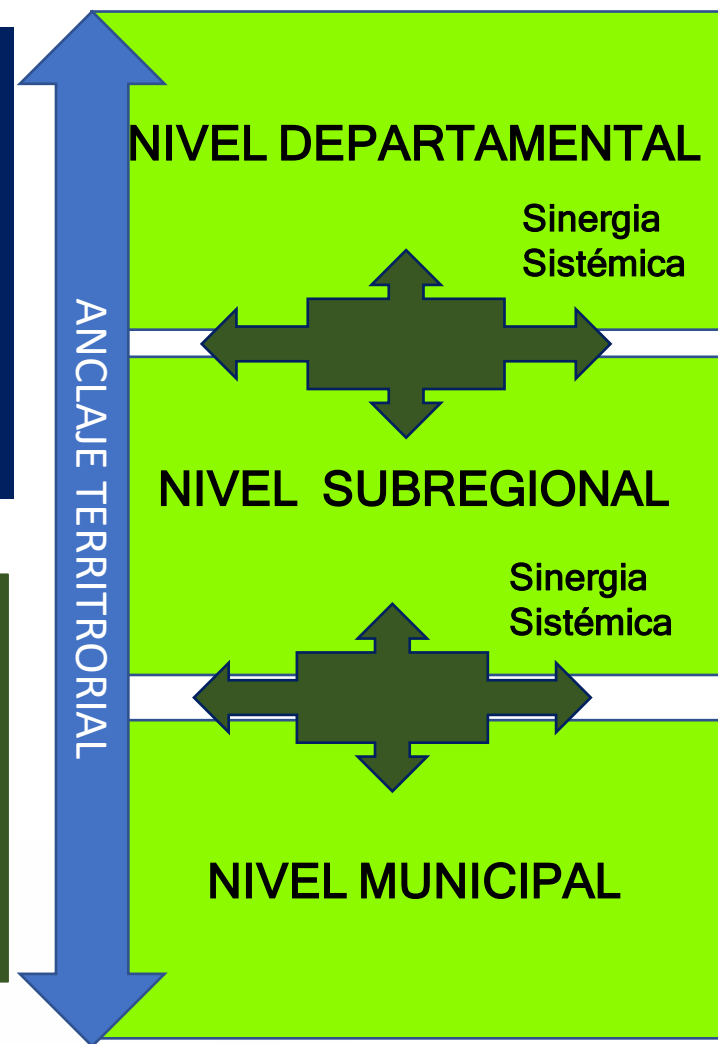 NIVEL DEPARTAMENTAL
Sinergia
Sistémica
ANCLAJE TERRITRORIAL
NIVEL SUBREGIONAL
Sinergia
Sistémica
NIVEL MUNICIPAL